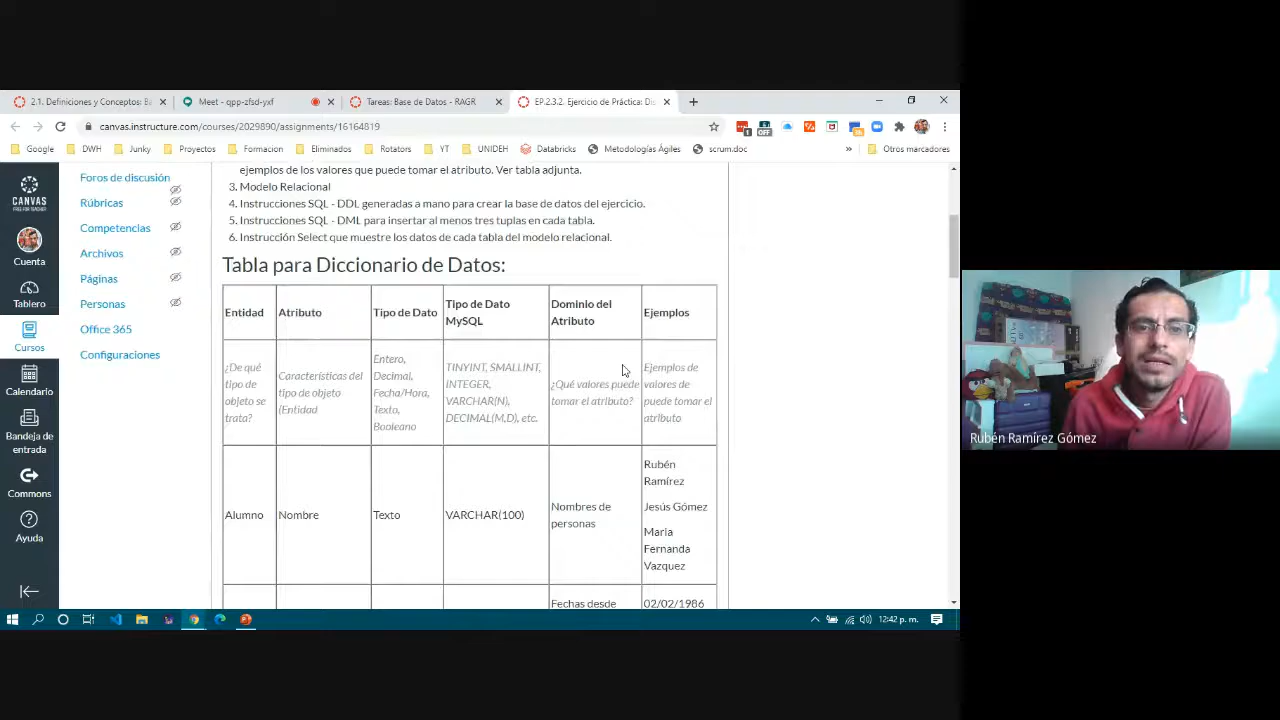 2.1. Definiciones y Conceptos: Ba
Meet - qpp-zfsd-yxf
Tareas: Base de Datos - RAGR
EP.2.3.2. Ejercicio de Práctica: Di
canvas.instructure.com/courses/2029890/assignments/16164819
Google
DWH
Junky
Proyectos
Formacion
Eliminados
Rotators
YT
UNIDEH
Databricks
Metodologías Ágiles
scrum.doc
»
Otros marcadores
CANVAS
FREE FOR TEACHER
Cuenta
Tablero
Cursos
Calendario
Bandeja de
entrada
Commons
Ayuda
Foros de discusión
Rúbricas
Competencias
Archivos
Páginas
Personas
Office 365
Configuraciones
ejemplos de los valores que puede tomar el atributo. Ver tabla adjunta.
3. Modelo Relacional
4. Instrucciones SQL - DDL generadas a mano para crear la base de datos del ejercicio.
5. Instrucciones SQL - DML para insertar al menos tres tuplas en cada tabla.
6. Instrucción Select que muestre los datos de cada tabla del modelo relacional.
Tabla para Diccionario de Datos:
Entidad
Atributo
Tipo de Dato
Tipo de Dato
MySQL
Dominio del
Atributo
Ejemplos
¿De qué
tipo de
objeto se
trata?
Características del
tipo de objeto
(Entidad
Entero,
Decimal,
Fecha/Hora,
Texto,
Booleano
TINYINT, SMALLINT,
INTEGER,
VARCHAR(N),
DECIMAL(M,D), etc.
¿Qué valores puede
tomar el atributo?
Ejemplos de
valores de
puede tomar el
atributo
Alumno
Nombre
Texto
VARCHAR(100)
Nombres de
personas
Rubén
Ramírez
Jesús Gómez
Maria
Fernanda
Vazquez
Fechas desde
02/02/1986
12:42 p. m.
Rubén Ramírez Gómez